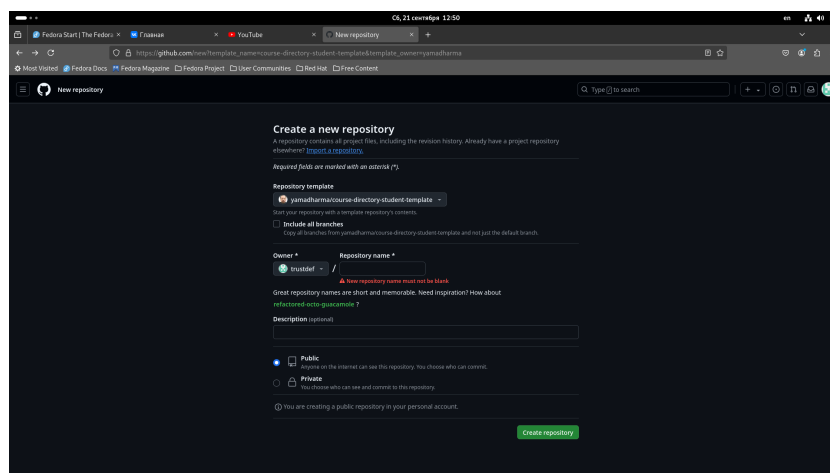 Сб, 21 сентября 12:50
en
Fedora Start | The Fedora
Главная
YouTube
New repository
https://github.com/new?template_name=course-directory-student-template&template_owner=yamadharma
Most Visited Fedora Docs Fedora Magazine Fedora Project User Communities Red Hat Free Content
New repository
Type / to search
Create a new repository
A repository contains all project files, including the revision history. Already have a project repository
elsewhere? Import a repository.
Required fields are marked with an asterisk (*).
Repository template
yamadharma/course-directory-student-template
Start your repository with a template repository's contents.
Include all branches
Copy all branches from yamadharma/course-directory-student-template and not just the default branch.
Owner * Repository name *
trustdef /
New repository name must not be blank
Great repository names are short and memorable. Need inspiration? How about
refactored-octo-guacamole ?
Description (optional)
Public
Anyone on the internet can see this repository. You choose who can commit.
Private
You choose who can see and commit to this repository.
You are creating a public repository in your personal account.
Create repository